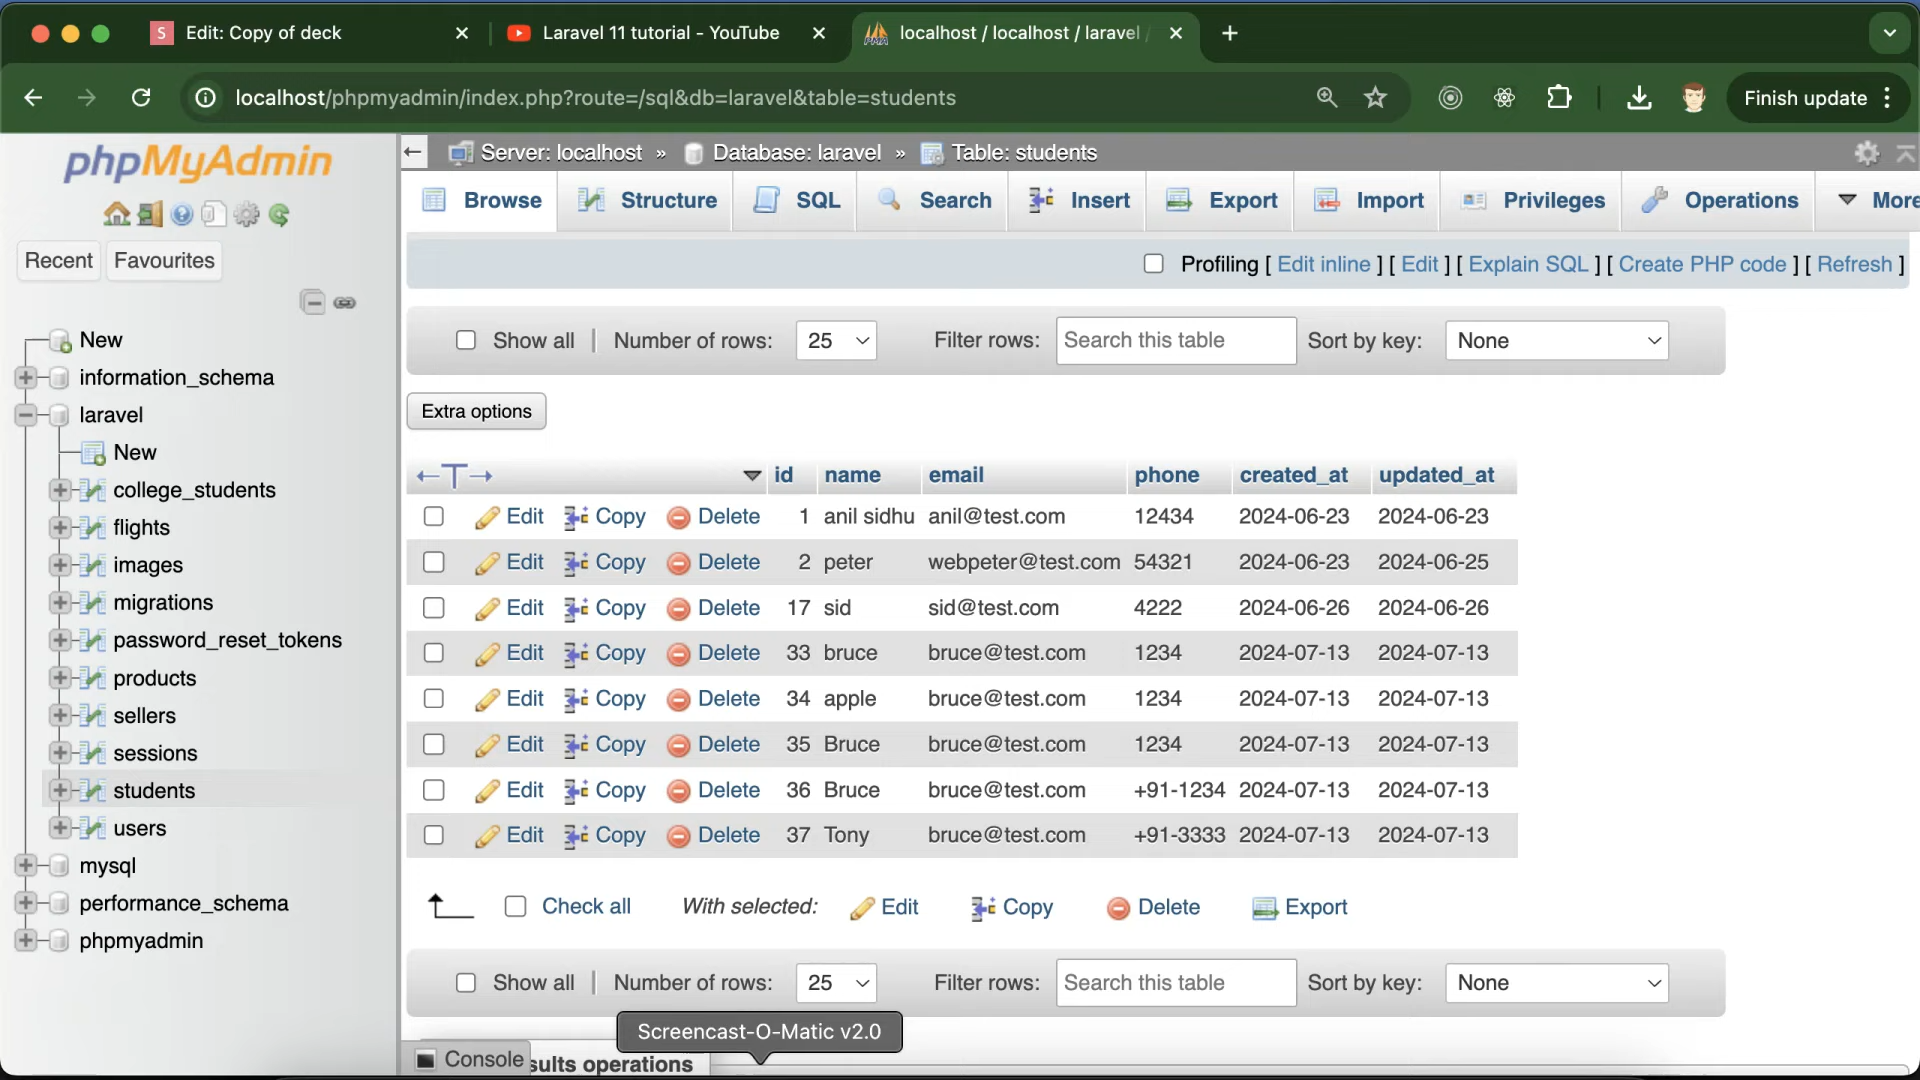 S Edit: Copy of deck
Laravel 11 tutorial - YouTube
localhost / localhost / laravel /
localhost/phpmyadmin/index.php?route=/sql&db=laravel&table=students
Finish update
phpMyAdmin
Recent
Favourites
New
information_schema
laravel
New
college_students
flights
images
migrations
password_reset_tokens
products
sellers
sessions
students
users
mysql
performance_schema
phpmyadmin
Server: localhost » Database: laravel » Table: students
Browse Structure SQL Search Insert Export Import Privileges Operations More
Profiling [ Edit inline ] [ Edit ] [ Explain SQL ] [ Create PHP code ] [ Refresh ]
Show all | Number of rows: 25 Filter rows: Search this table Sort by key: None
Extra options
←T→ id name email phone created_at updated_at
Edit Copy Delete 1 anil sidhu anil@test.com 12434 2024-06-23 2024-06-23
Edit Copy Delete 2 peter webpeter@test.com 54321 2024-06-23 2024-06-25
Edit Copy Delete 17 sid sid@test.com 4222 2024-06-26 2024-06-26
Edit Copy Delete 33 bruce bruce@test.com 1234 2024-07-13 2024-07-13
Edit Copy Delete 34 apple bruce@test.com 1234 2024-07-13 2024-07-13
Edit Copy Delete 35 Bruce bruce@test.com 1234 2024-07-13 2024-07-13
Edit Copy Delete 36 Bruce bruce@test.com +91-1234 2024-07-13 2024-07-13
Edit Copy Delete 37 Tony bruce@test.com +91-3333 2024-07-13 2024-07-13
Check all With selected: Edit Copy Delete Export
Show all | Number of rows: 25 Filter rows: Search this table Sort by key: None
Screencast-O-Matic v2.0
Console sults operations